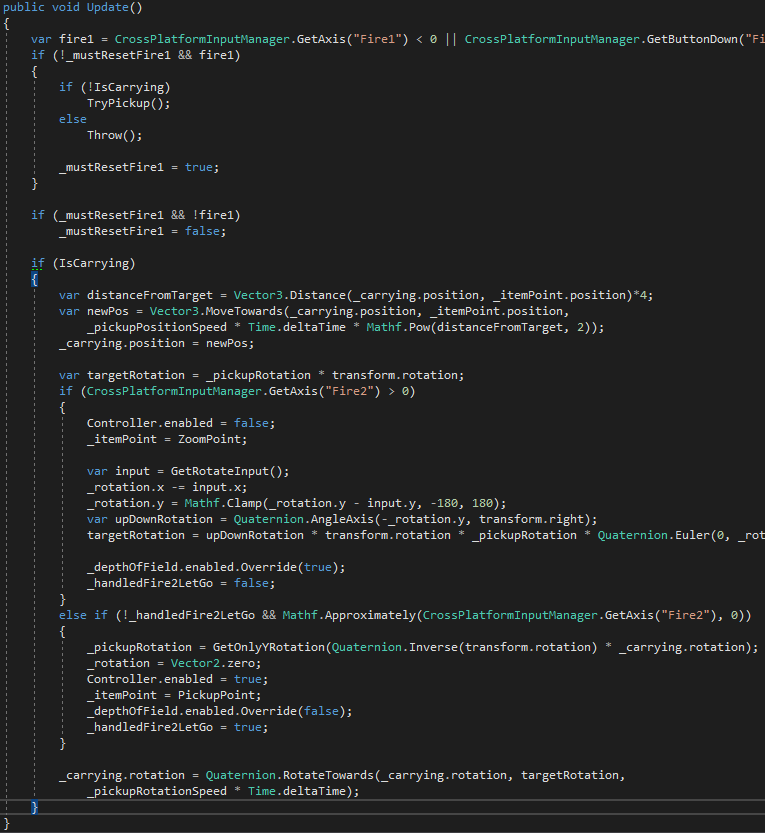 public void Update()
{
var fire1 = CrossPlatformInputManager.GetAxis("Fire1") < 0 || CrossPlatformInputManager.GetButtonDown("Fi
if (!_mustResetFire1 && fire1)
{
if (!IsCarrying)
TryPickup();
else
Throw();
_mustResetFire1 = true;
}
if (_mustResetFire1 && !fire1)
_mustResetFire1 = false;
if (IsCarrying)
{
var distanceFromTarget = Vector3.Distance(_carrying.position, _itemPoint.position)*4;
var newPos = Vector3.MoveTowards(_carrying.position, _itemPoint.position,
_pickupPositionSpeed * Time.deltaTime * Mathf.Pow(distanceFromTarget, 2));
_carrying.position = newPos;
var targetRotation = _pickupRotation * transform.rotation;
if (CrossPlatformInputManager.GetAxis("Fire2") > 0)
{
Controller.enabled = false;
_itemPoint = ZoomPoint;
var input = GetRotateInput();
_rotation.x -= input.x;
_rotation.y = Mathf.Clamp(_rotation.y - input.y, -180, 180);
var upDownRotation = Quaternion.AngleAxis(-_rotation.y, transform.right);
targetRotation = upDownRotation * transform.rotation * _pickupRotation * Quaternion.Euler(0, _rot
_depthOfField.enabled.Override(true);
_handledFire2LetGo = false;
}
else if (!_handledFire2LetGo && Mathf.Approximately(CrossPlatformInputManager.GetAxis("Fire2"), 0))
{
_pickupRotation = GetOnlyYRotation(Quaternion.Inverse(transform.rotation) * _carrying.rotation);
_rotation = Vector2.zero;
Controller.enabled = true;
_itemPoint = PickupPoint;
_depthOfField.enabled.Override(false);
_handledFire2LetGo = true;
}
_carrying.rotation = Quaternion.RotateTowards(_carrying.rotation, targetRotation,
_pickupRotationSpeed * Time.deltaTime);
}
}